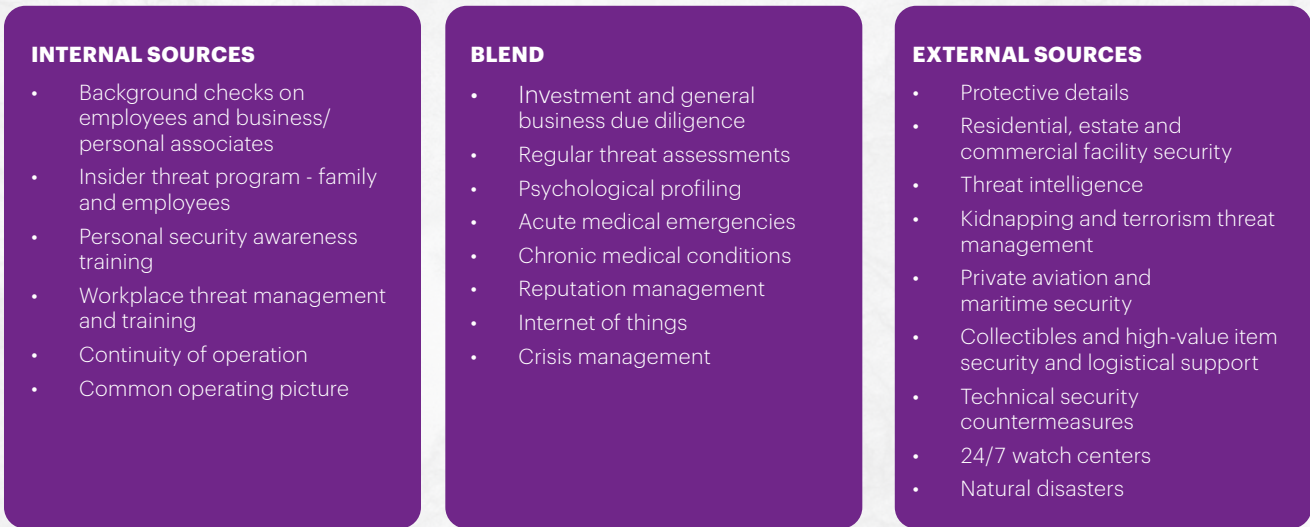 INTERNAL SOURCES
• Background checks on
employees and business/
personal associates
• Insider threat program - family
and employees
• Personal security awareness
training
• Workplace threat management
and training
• Continuity of operation
• Common operating picture
BLEND
• Investment and general
business due diligence
• Regular threat assessments
• Psychological profiling
• Acute medical emergencies
• Chronic medical conditions
• Reputation management
• Internet of things
• Crisis management
EXTERNAL SOURCES
• Protective details
• Residential, estate and
commercial facility security
• Threat intelligence
• Kidnapping and terrorism threat
management
• Private aviation and
maritime security
• Collectibles and high-value item
security and logistical support
• Technical security
countermeasures
• 24/7 watch centers
• Natural disasters